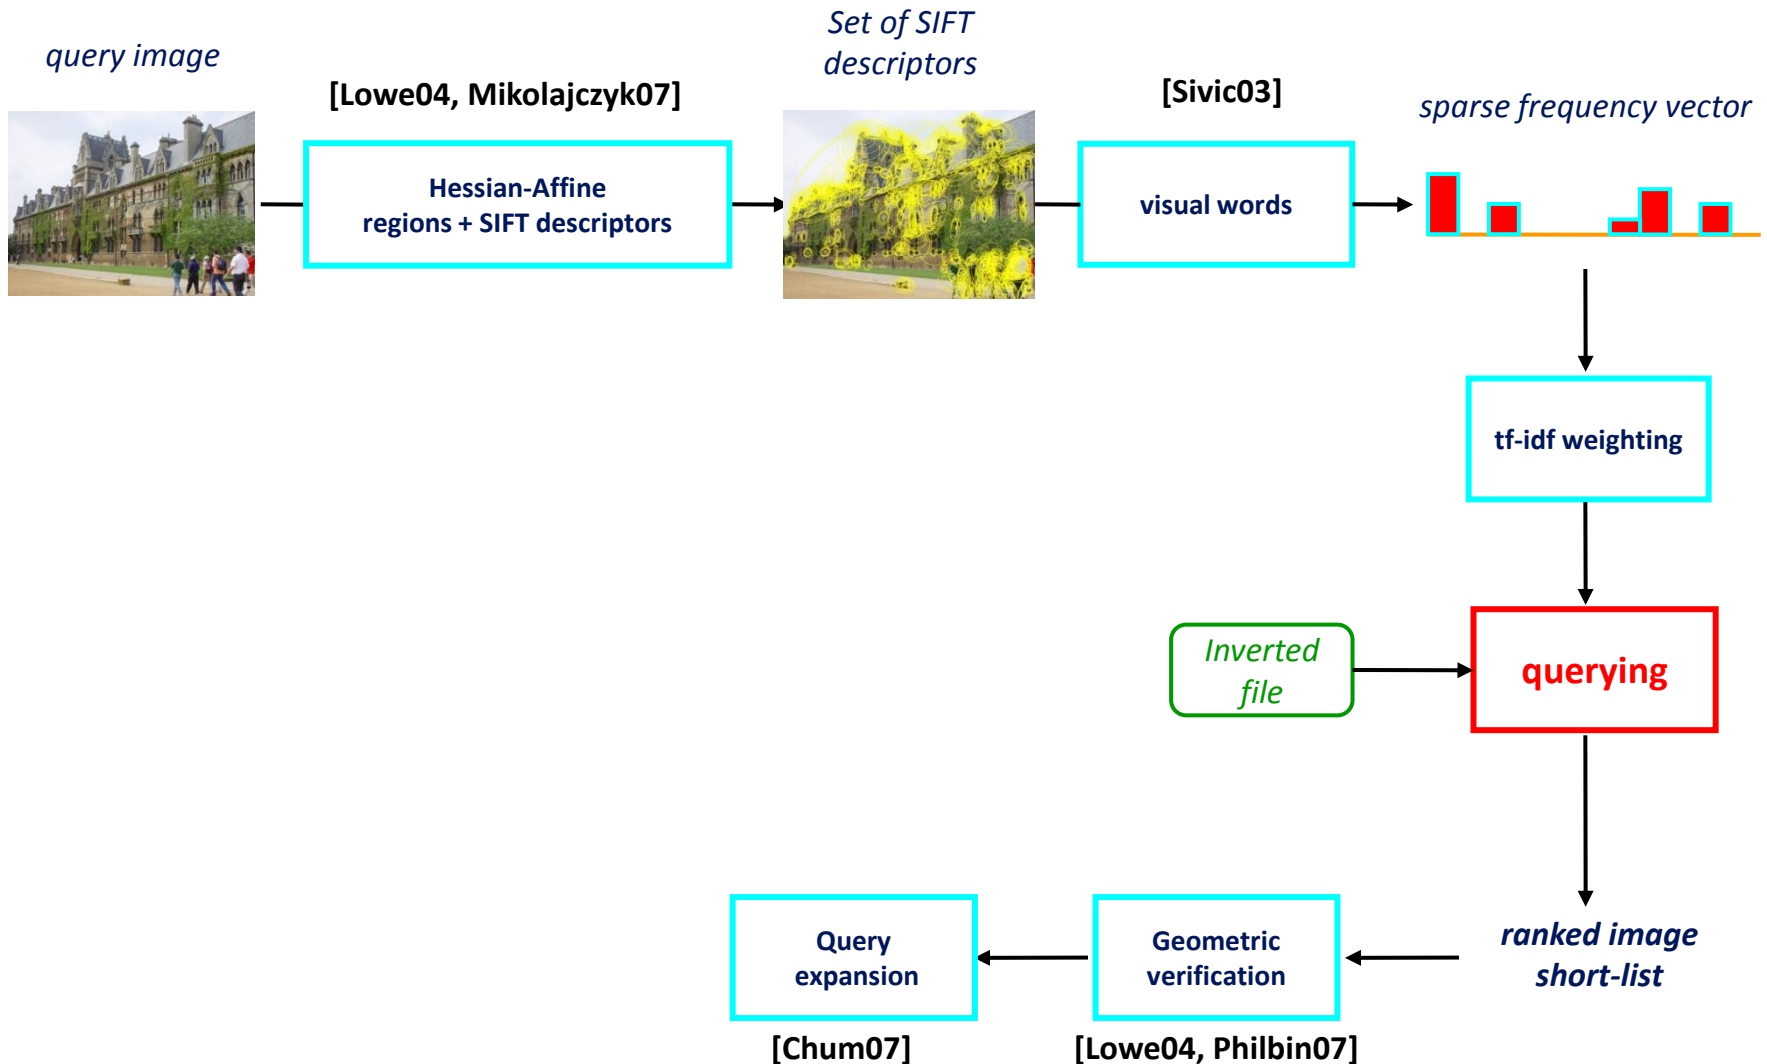 query image
[Lowe04, Mikolajczyk07]
Hessian-Affine
regions + SIFT descriptors
Set of SIFT
descriptors
[Sivic03]
visual words
sparse frequency vector
tf-idf weighting
Inverted
file
querying
ranked image
short-list
Geometric
verification
[Lowe04, Philbin07]
Query
expansion
[Chum07]